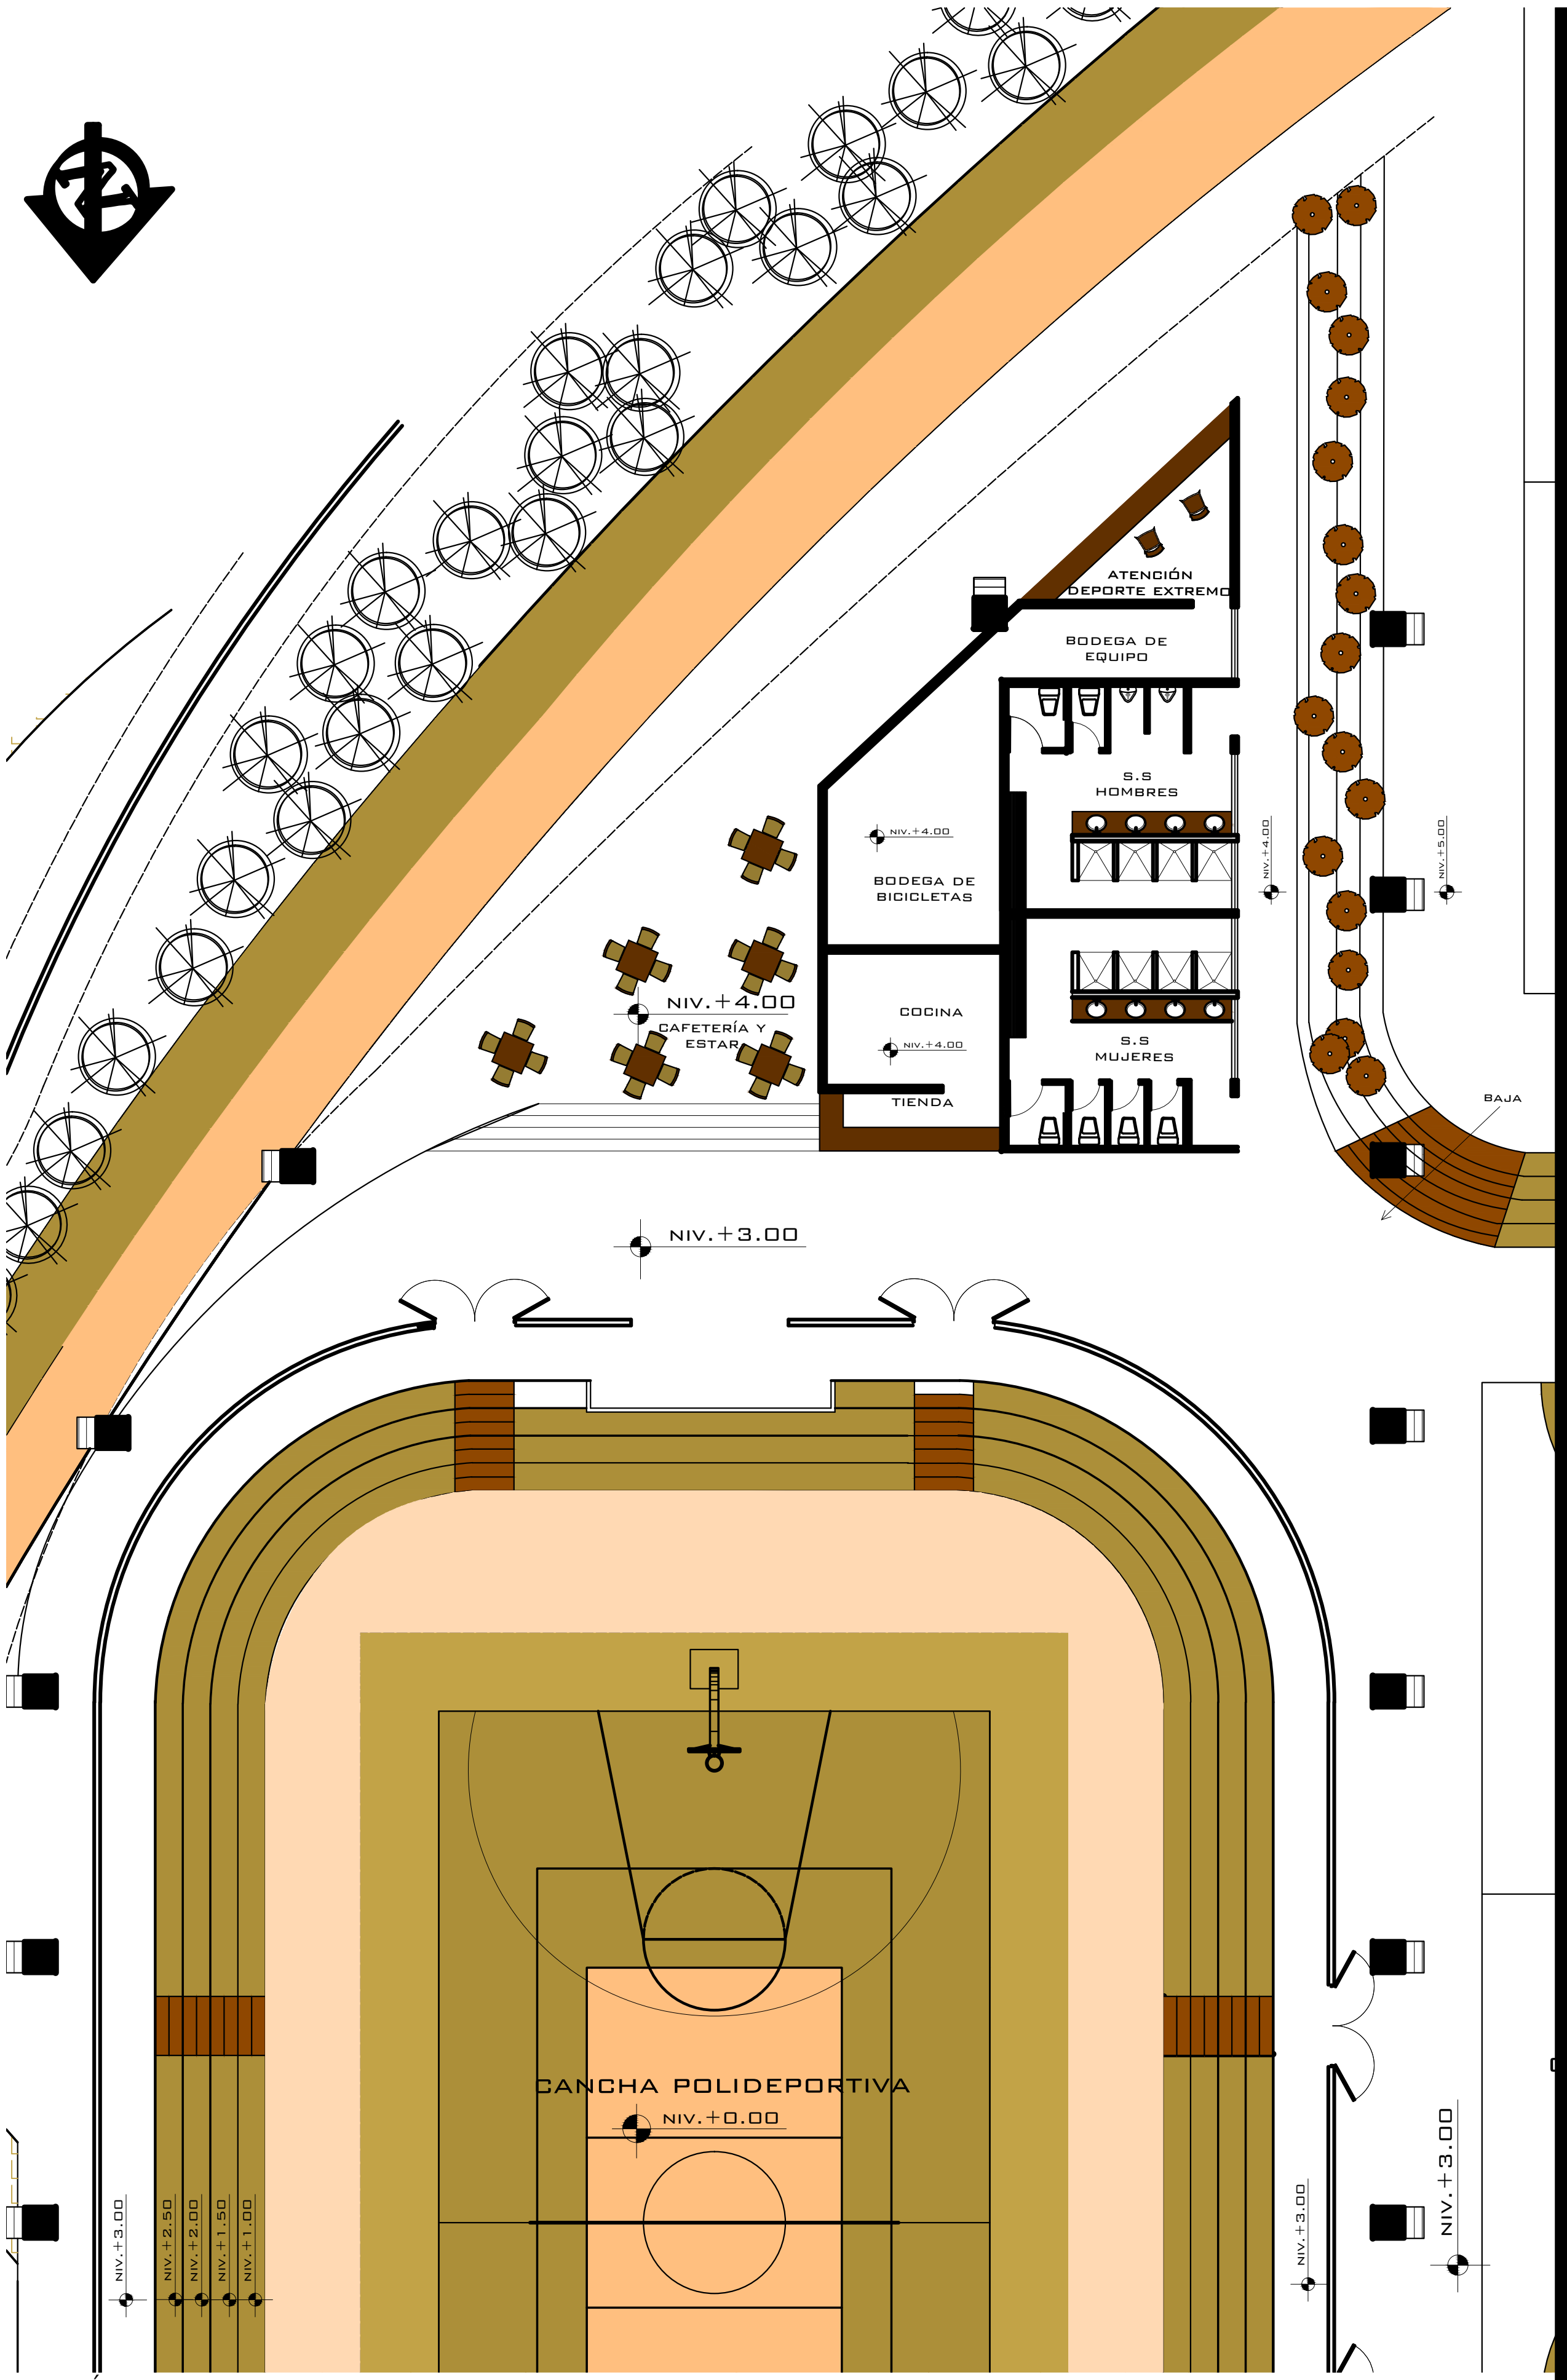 N
ATENCIÓN
DEPORTE EXTREMO
BODEGA DE
EQUIPO
S.S
HOMBRES
NIV.+4.00
BODEGA DE
BICICLETAS
NIV.+4.00
NIV.+5.00
NIV.+4.00
CAFETERÍA Y
ESTAR
COCINA
NIV.+4.00
S.S
MUJERES
TIENDA
BAJA
NIV.+3.00
CANCHA POLIDEPORTIVA
NIV.+0.00
NIV.+3.00
NIV.+2.50
NIV.+2.00
NIV.+1.50
NIV.+1.00
NIV.+3.00
NIV.+3.00